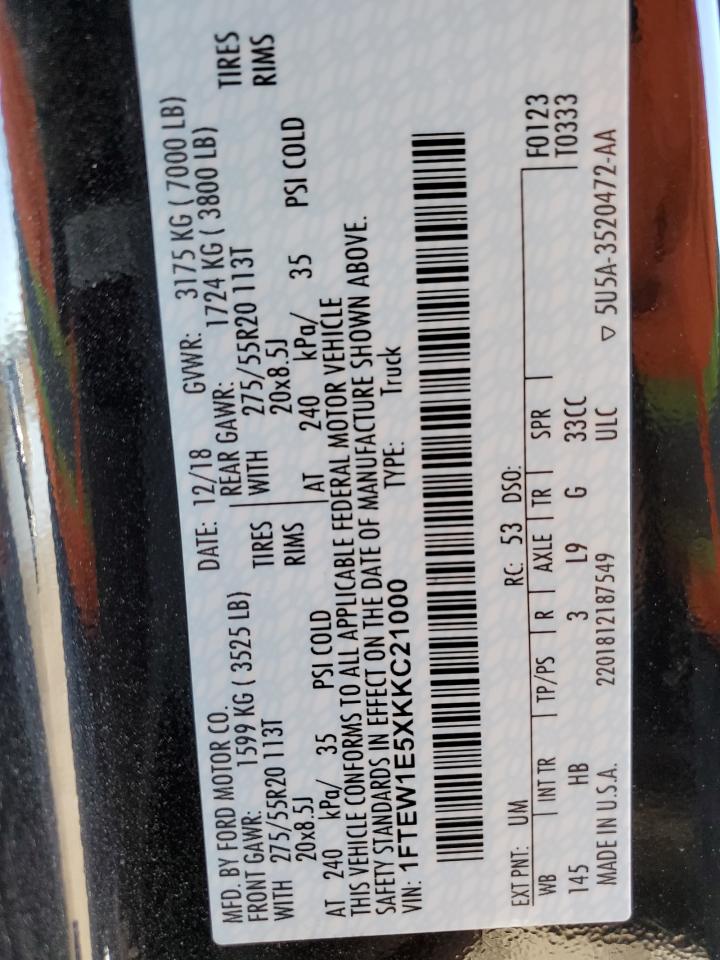 MFD. BY FORD MOTOR CO. DATE: 12/18 GVWR: 3175 KG ( 7000 LB)
FRONT GAWR: 1599 KG ( 3525 LB) REAR GAWR: 1724 KG ( 3800 LB)
WITH 275/55R20 113T TIRES WITH 275/55R20 113T TIRES
20x8.5J RIMS 20x8.5J RIMS
AT 240 kPa/ 35 PSI COLD AT 240 kPa/ 35 PSI COLD
THIS VEHICLE CONFORMS TO ALL APPLICABLE FEDERAL MOTOR VEHICLE
SAFETY STANDARDS IN EFFECT ON THE DATE OF MANUFACTURE SHOWN ABOVE.
VIN: 1FTEW1E5XKKC21000 TYPE: Truck
EXT PNT: UM RC: 53 DSO: F0123
WB INT TR TP/PS R AXLE TR SPR T0333
145 HB 3 L9 G 33CC
MADE IN U.S.A. 2201812187549 ULC ▽ 5U5A-3520472-AA